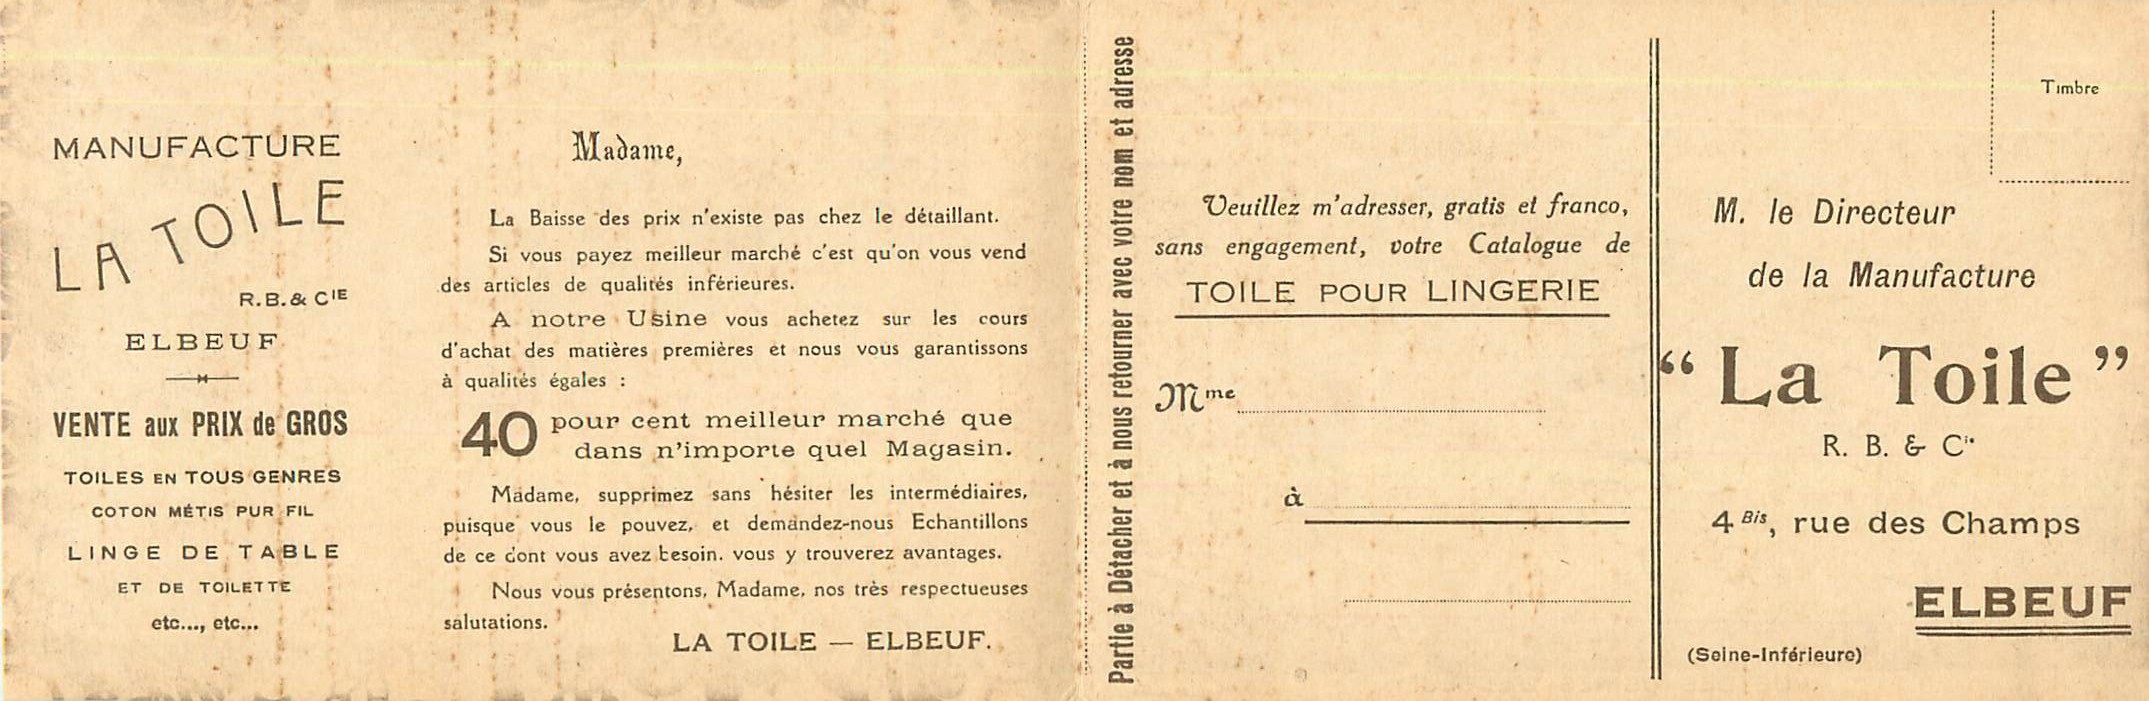 MANUFACTURE
LA TOILE
R.B. & CIE
ELBEUF
VENTE aux PRIX de GROS
TOILES EN TOUS GENRES
COTON MÉTIS PUR FIL
LINGE DE TABLE
ET DE TOILETTE
etc..., etc...
Madame,
La Baisse des prix n'existe pas chez le détaillant.
Si vous payez meilleur marché c'est qu'on vous vend
des articles de qualités inférieures.
A notre Usine vous achetez sur les cours
d'achat des matières premières et nous vous garantissons
à qualités égales :
40 pour cent meilleur marché que
dans n'importe quel Magasin.
Madame, supprimez sans hésiter les intermédiaires,
puisque vous le pouvez, et demandez-nous Echantillons
de ce dont vous avez besoin. vous y trouverez avantages.
Nous vous présentons, Madame, nos très respectueuses
salutations.
LA TOILE — ELBEUF.
Partie à Détacher et à nous retourner avec votre nom et adresse
Veuillez m'adresser, gratis et franco,
sans engagement, votre Catalogue de
TOILE POUR LINGERIE
Mme
à
Timbre
M. le Directeur
de la Manufacture
“ La Toile ”
R. B. & Cie
4 Bis, rue des Champs
ELBEUF
(Seine-Inférieure)